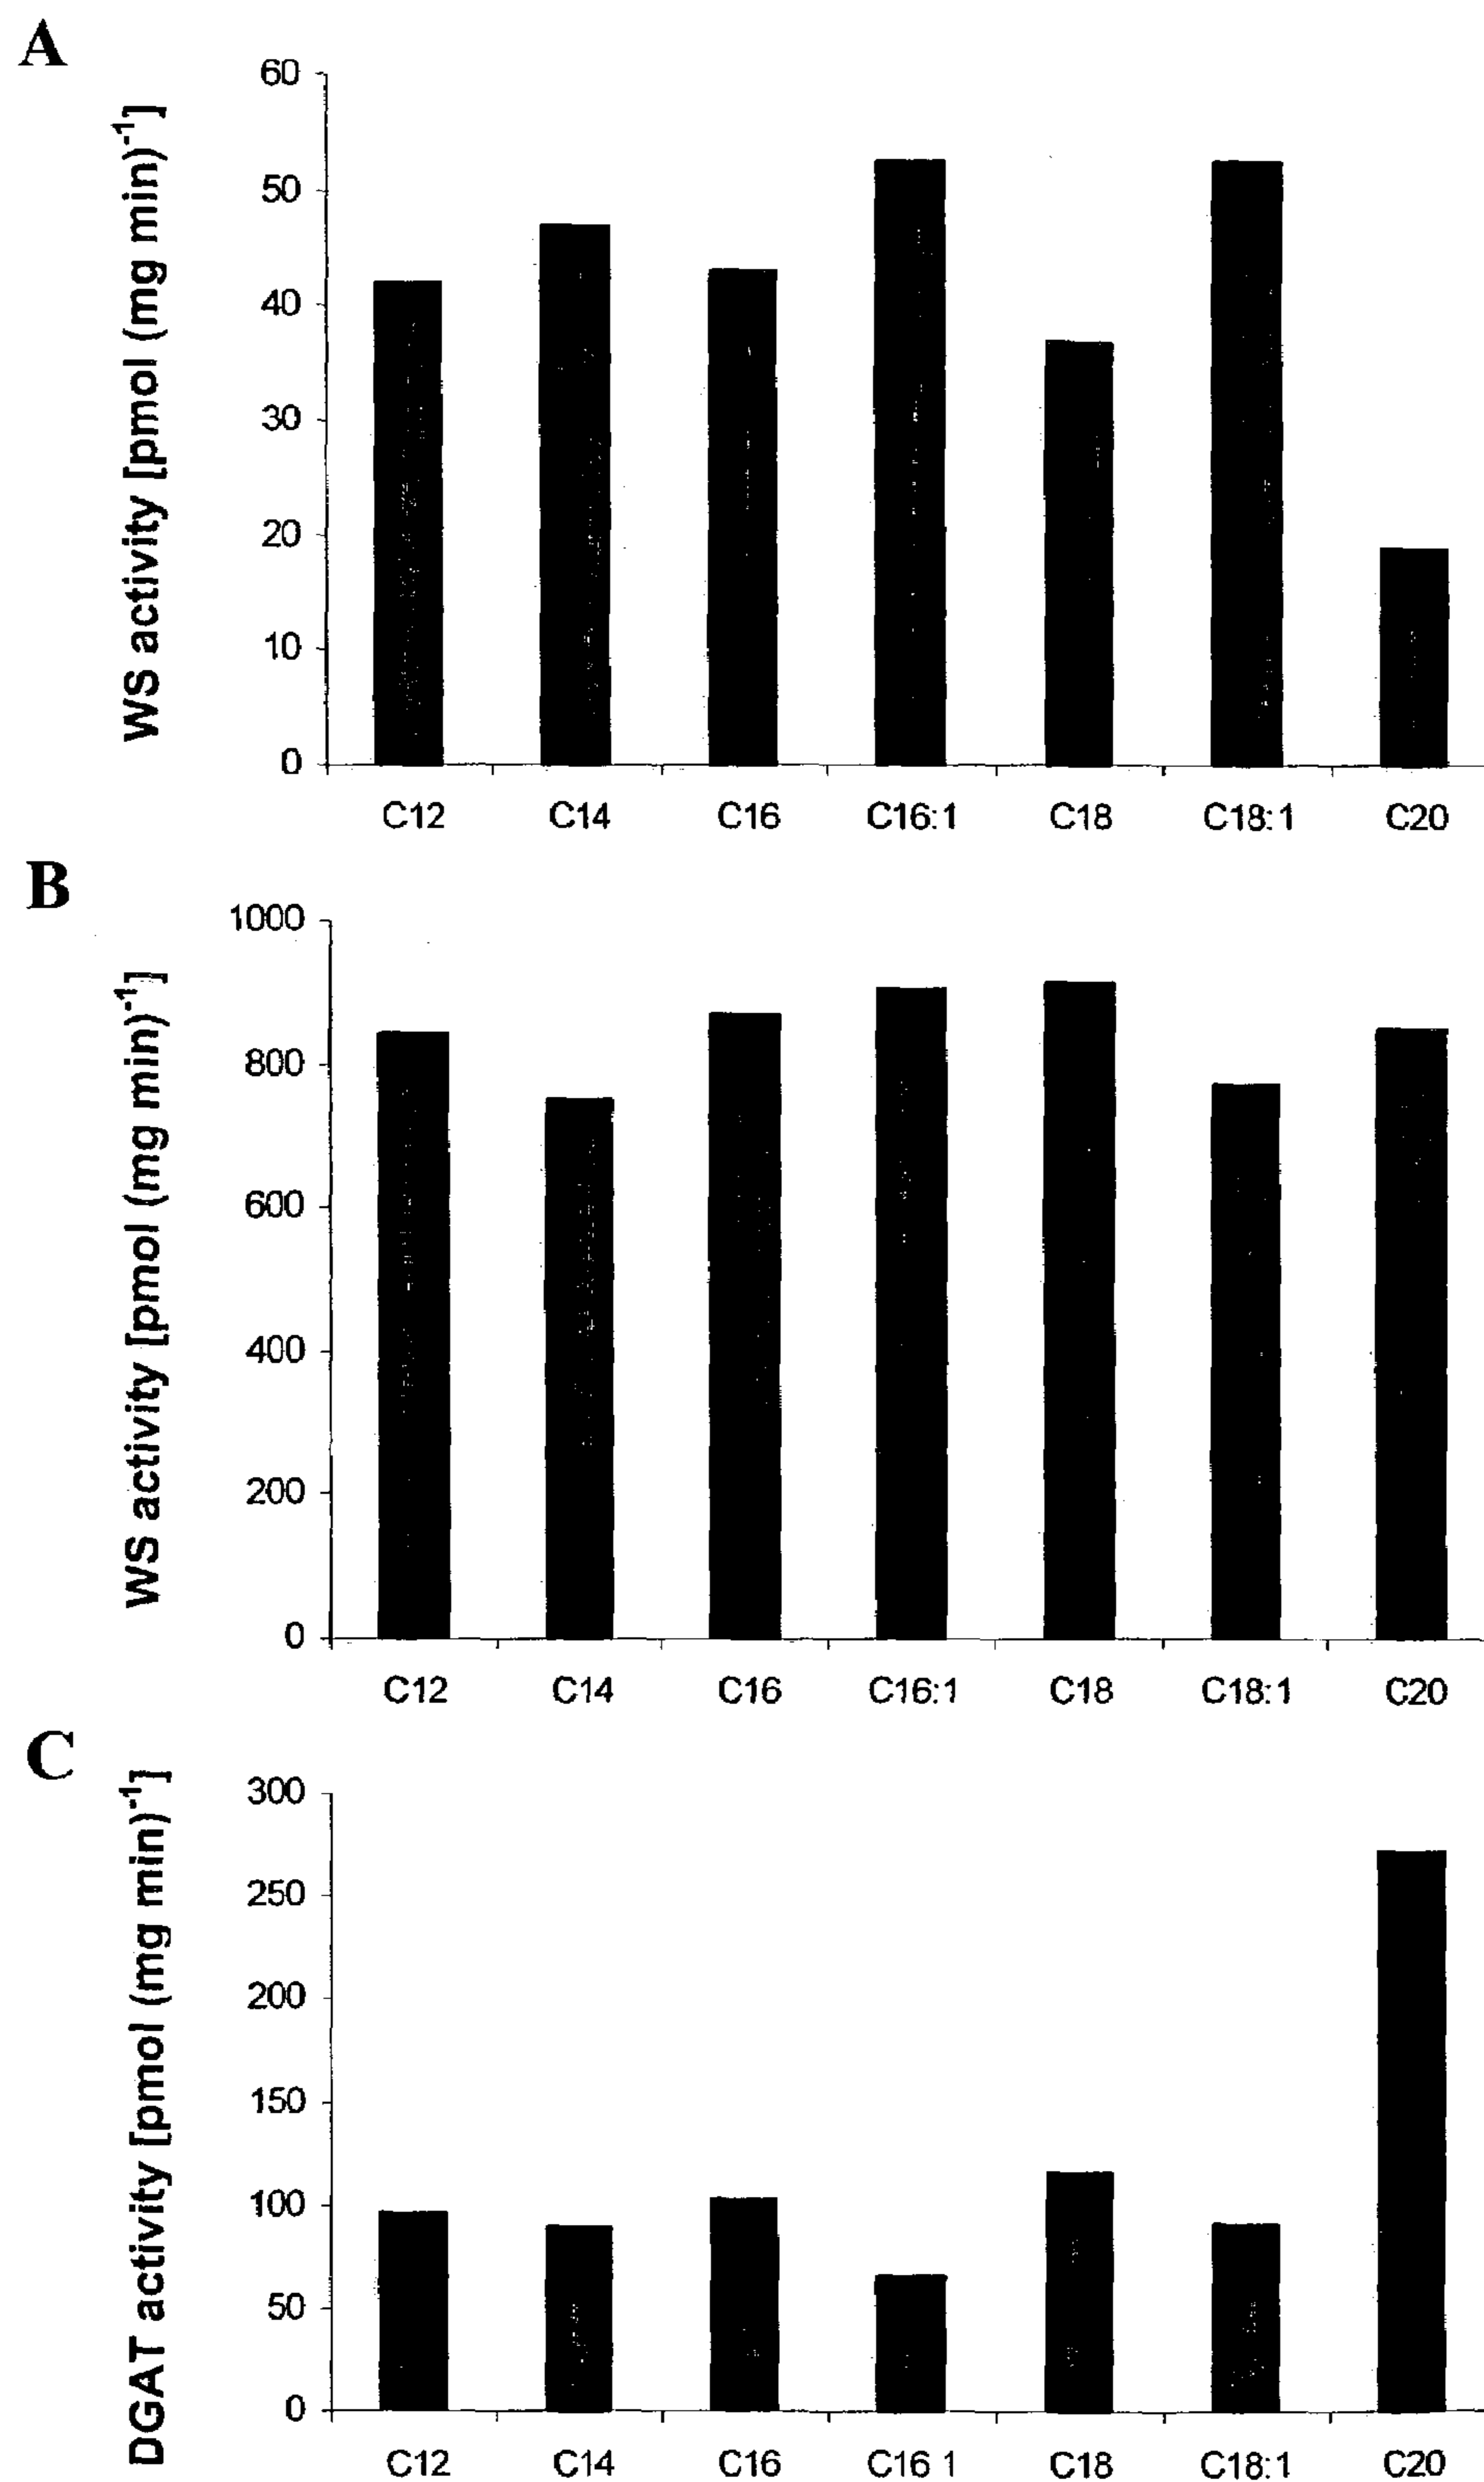 A
WS activity [pmol (mg min)⁻¹]
60
50
40
30
20
10
0
C12 C14 C16 C16:1 C18 C18:1 C20
B
WS activity [pmol (mg min)⁻¹]
1000
800
600
400
200
0
C12 C14 C16 C16:1 C18 C18:1 C20
C
DGAT activity [pmol (mg min)⁻¹]
300
250
200
150
100
50
0
C12 C14 C16 C16 1 C18 C18:1 C20